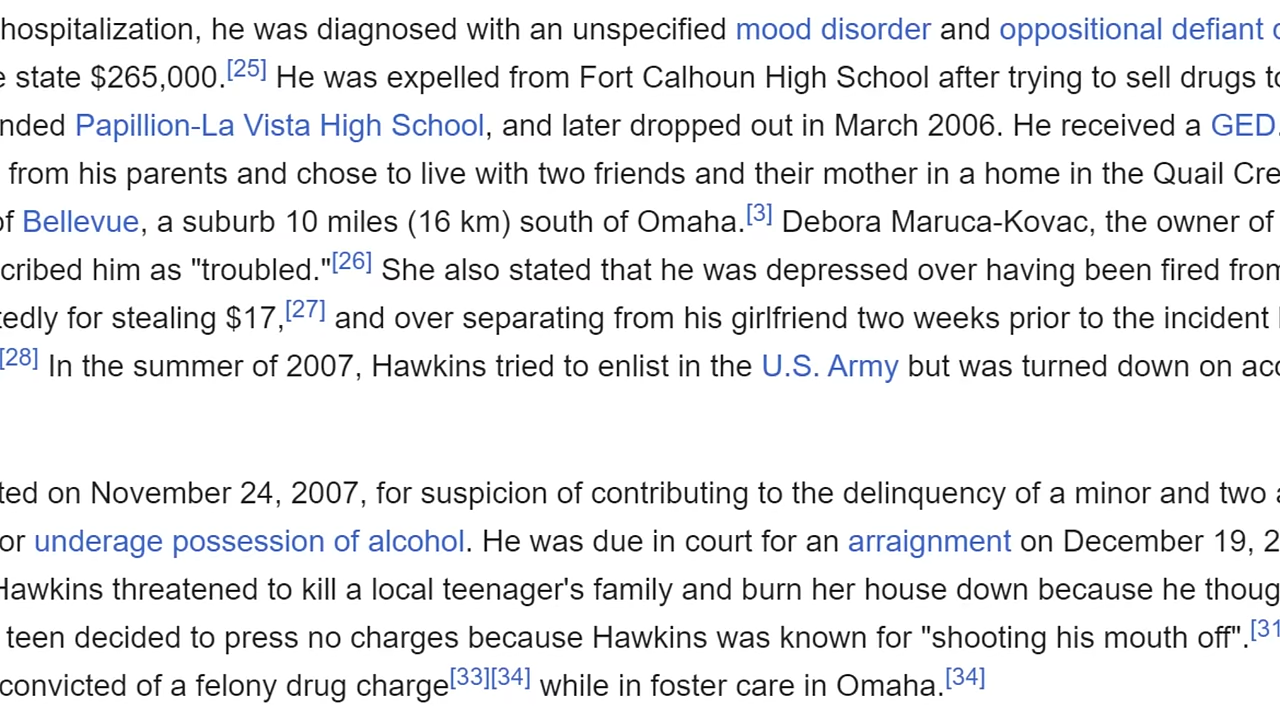 hospitalization, he was diagnosed with an unspecified mood disorder and oppositional defiant
state $265,000.[25] He was expelled from Fort Calhoun High School after trying to sell drugs
nded Papillion-La Vista High School, and later dropped out in March 2006. He received a GED.
from his parents and chose to live with two friends and their mother in a home in the Quail Cre
of Bellevue, a suburb 10 miles (16 km) south of Omaha.[3] Debora Maruca-Kovac, the owner of
cribed him as "troubled."[26] She also stated that he was depressed over having been fired from
tedly for stealing $17,[27] and over separating from his girlfriend two weeks prior to the incident
[28] In the summer of 2007, Hawkins tried to enlist in the U.S. Army but was turned down on acc
ted on November 24, 2007, for suspicion of contributing to the delinquency of a minor and two
or underage possession of alcohol. He was due in court for an arraignment on December 19, 2
Hawkins threatened to kill a local teenager's family and burn her house down because he thoug
teen decided to press no charges because Hawkins was known for "shooting his mouth off".[31
convicted of a felony drug charge[33][34] while in foster care in Omaha.[34]